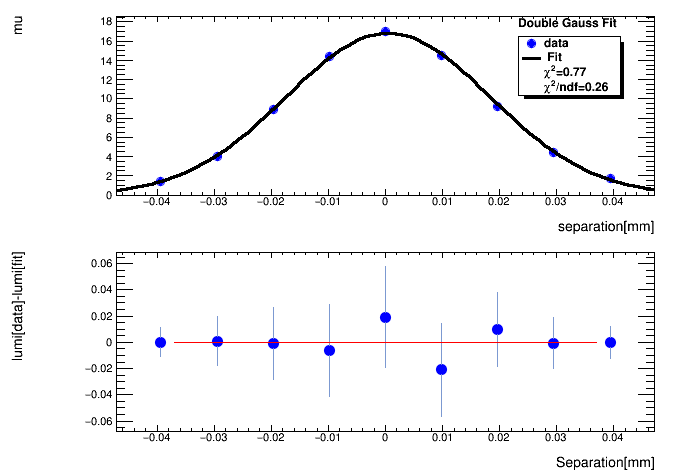 Double Gauss Fit
data
Fit
χ²=0.77
χ²/ndf=0.26
mu
18
16
14
12
10
8
6
4
2
0
−0.04 −0.03 −0.02 −0.01 0 0.01 0.02 0.03 0.04
separation[mm]
lumi[data]-lumi[fit]
0.06
0.04
0.02
0
−0.02
−0.04
−0.06
−0.04 −0.03 −0.02 −0.01 0 0.01 0.02 0.03 0.04
Separation[mm]